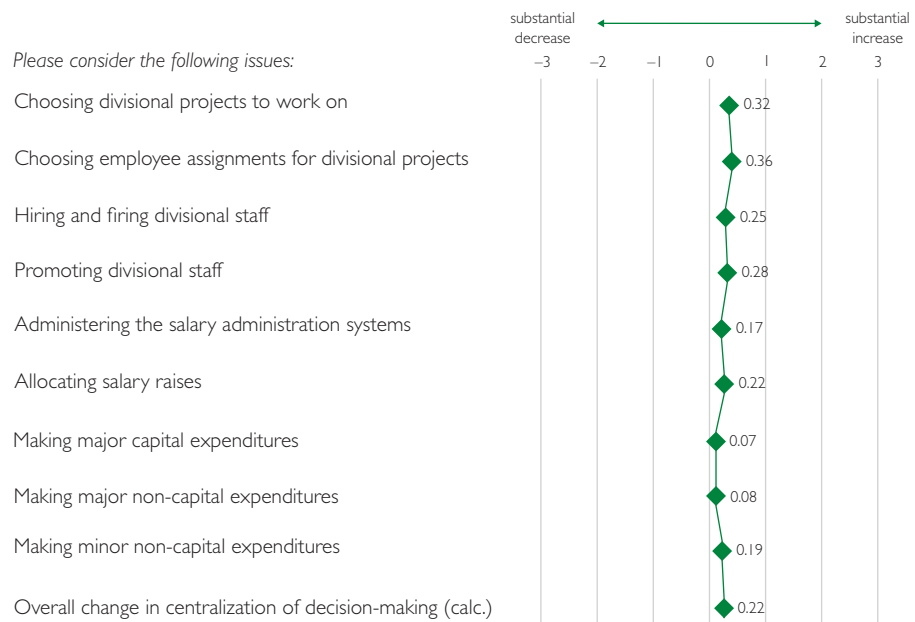 substantial decrease
substantial increase
Please consider the following issues:
–3 –2 –1 0 1 2 3
Choosing divisional projects to work on 0.32
Choosing employee assignments for divisional projects 0.36
Hiring and firing divisional staff 0.25
Promoting divisional staff 0.28
Administering the salary administration systems 0.17
Allocating salary raises 0.22
Making major capital expenditures 0.07
Making major non-capital expenditures 0.08
Making minor non-capital expenditures 0.19
Overall change in centralization of decision-making (calc.) 0.22